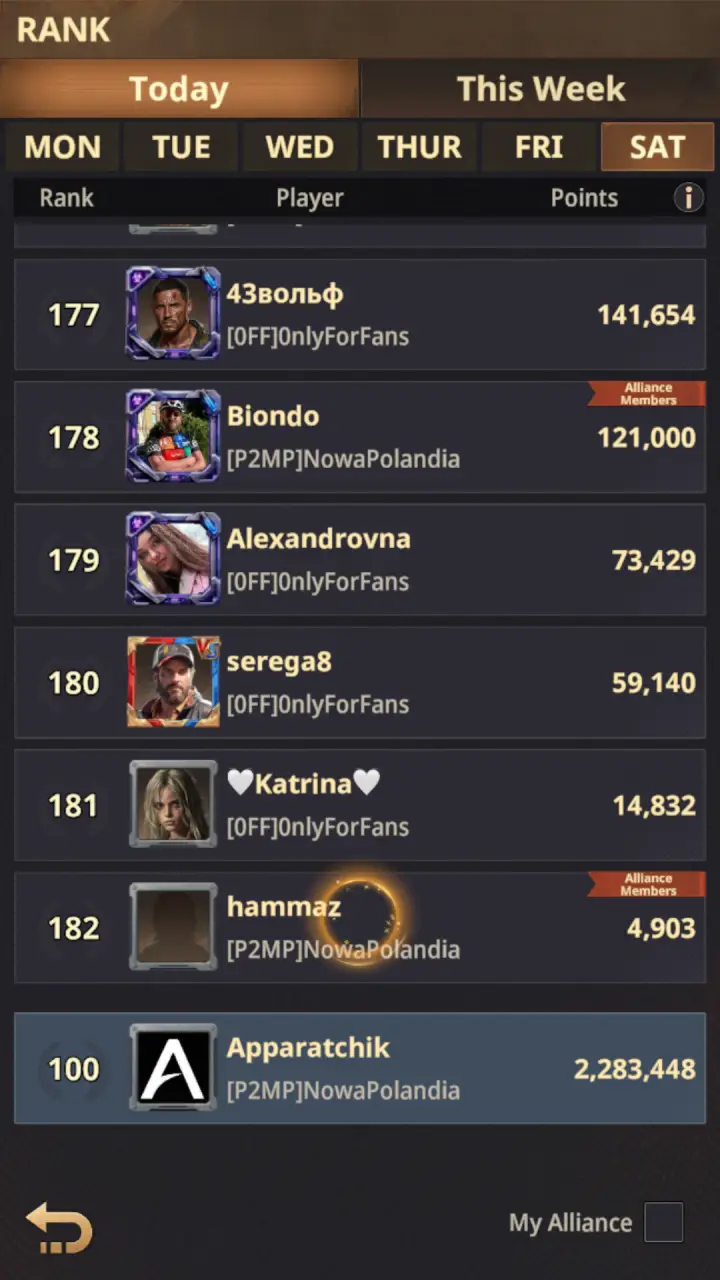 RANK
Today
This Week
MON TUE WED THUR FRI SAT
Rank Player Points
177
43вольф
[0FF]0nlyForFans
141,654
178
Biondo
[P2MP]NowaPolandia
Alliance
Members
121,000
179
Alexandrovna
[0FF]0nlyForFans
73,429
180
serega8
[0FF]0nlyForFans
59,140
181
🤍Katrina🤍
[0FF]0nlyForFans
14,832
182
hammaz
[P2MP]NowaPolandia
Alliance
Members
4,903
100
Apparatchik
[P2MP]NowaPolandia
2,283,448
My Alliance